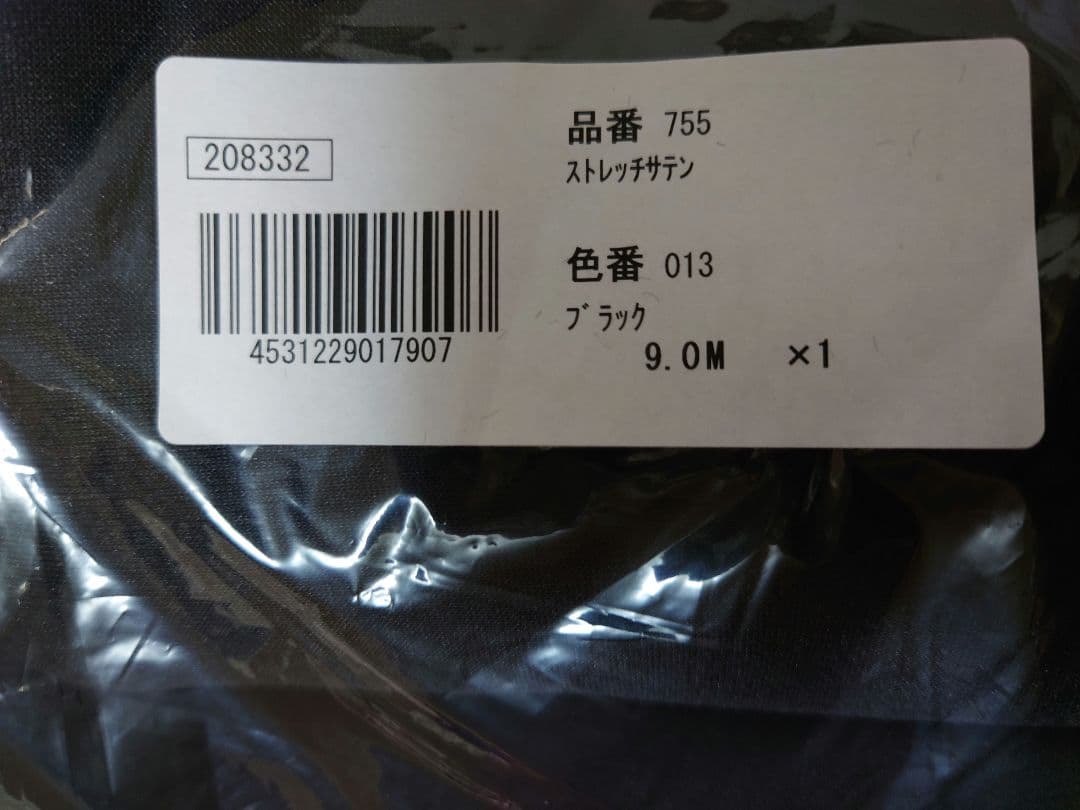 208332
4531229017907
品番 755
ｽﾄﾚｯﾁｻﾃﾝ
色番 013
ﾌﾞﾗｯｸ
9.0M ×1